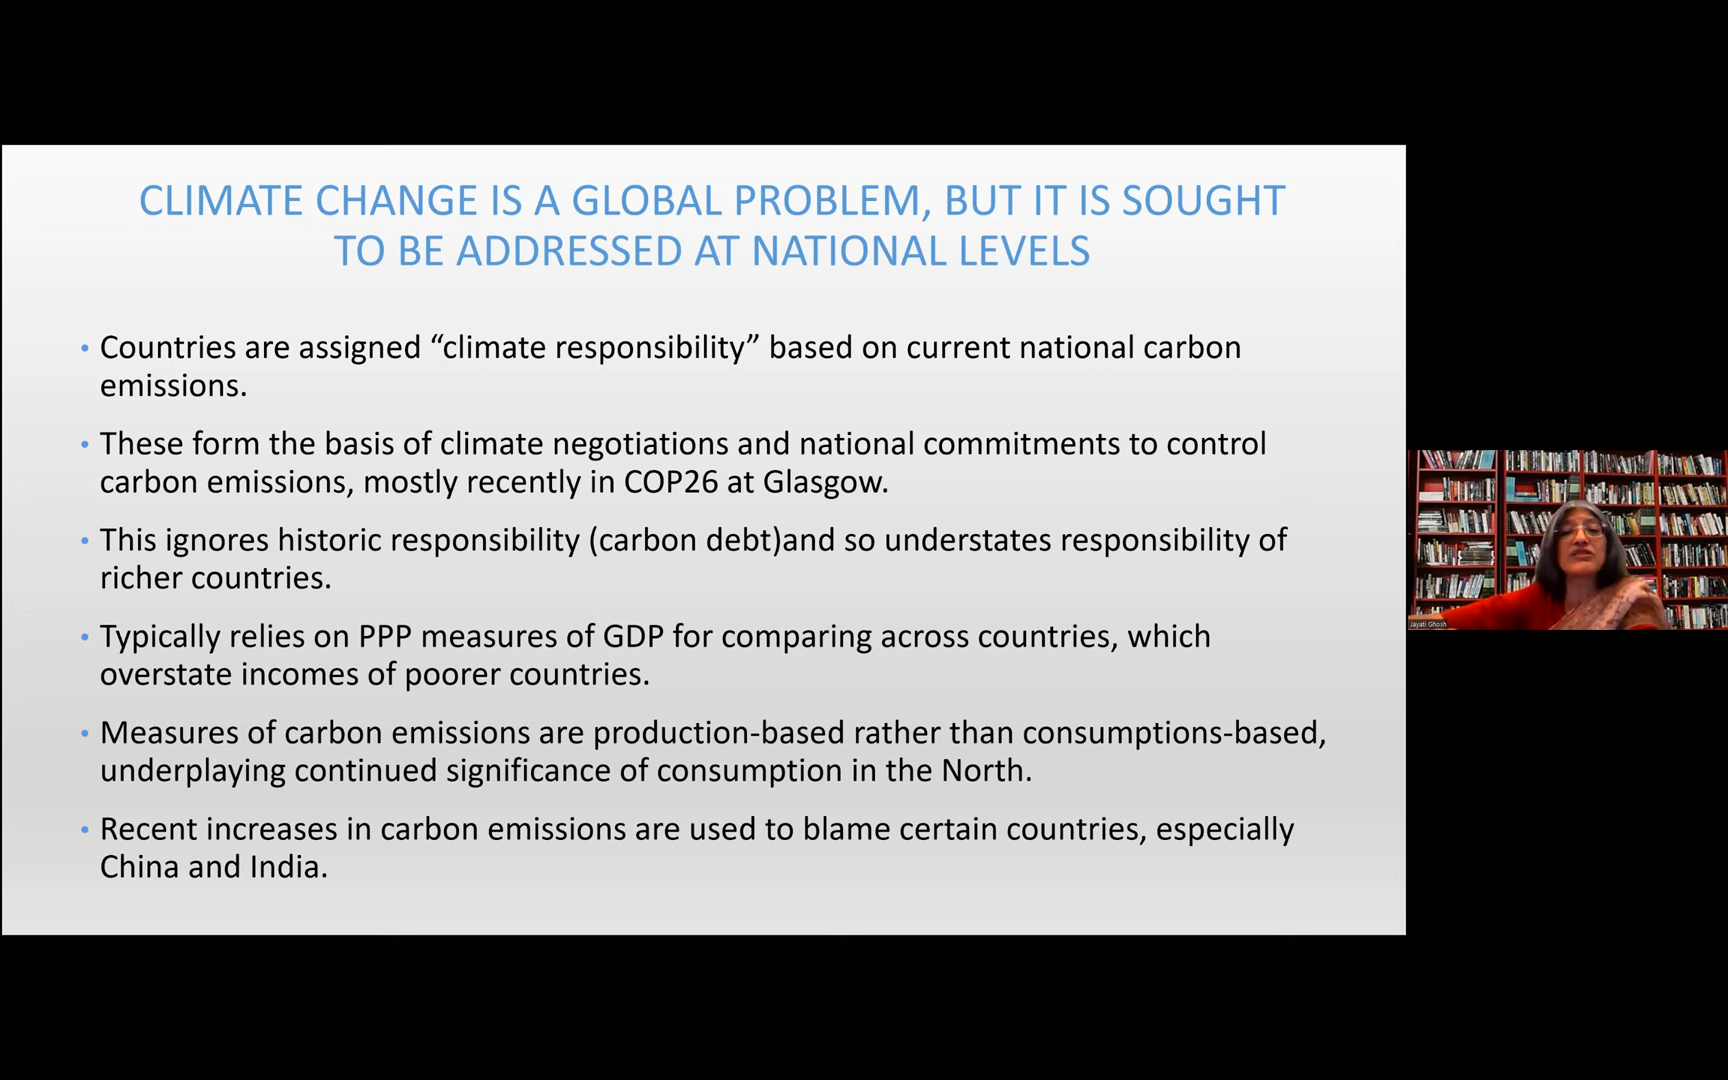 CLIMATE CHANGE IS A GLOBAL PROBLEM, BUT IT IS SOUGHT
TO BE ADDRESSED AT NATIONAL LEVELS
• Countries are assigned “climate responsibility” based on current national carbon
emissions.
• These form the basis of climate negotiations and national commitments to control
carbon emissions, mostly recently in COP26 at Glasgow.
• This ignores historic responsibility (carbon debt)and so understates responsibility of
richer countries.
• Typically relies on PPP measures of GDP for comparing across countries, which
overstate incomes of poorer countries.
• Measures of carbon emissions are production-based rather than consumptions-based,
underplaying continued significance of consumption in the North.
• Recent increases in carbon emissions are used to blame certain countries, especially
China and India.
Jayati Ghosh